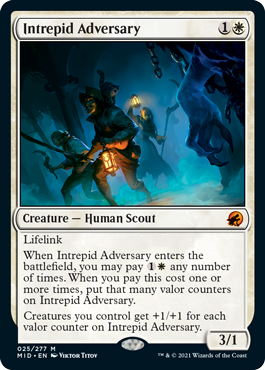 Intrepid Adversary 1
Creature — Human Scout
Lifelink
When Intrepid Adversary enters the
battlefield, you may pay 1 any number
of times. When you pay this cost one or
more times, put that many valor counters
on Intrepid Adversary.
Creatures you control get +1/+1 for each
valor counter on Intrepid Adversary.
3/1
025/277 M
MID • EN Viktor Titov
™ & © 2021 Wizards of the Coast